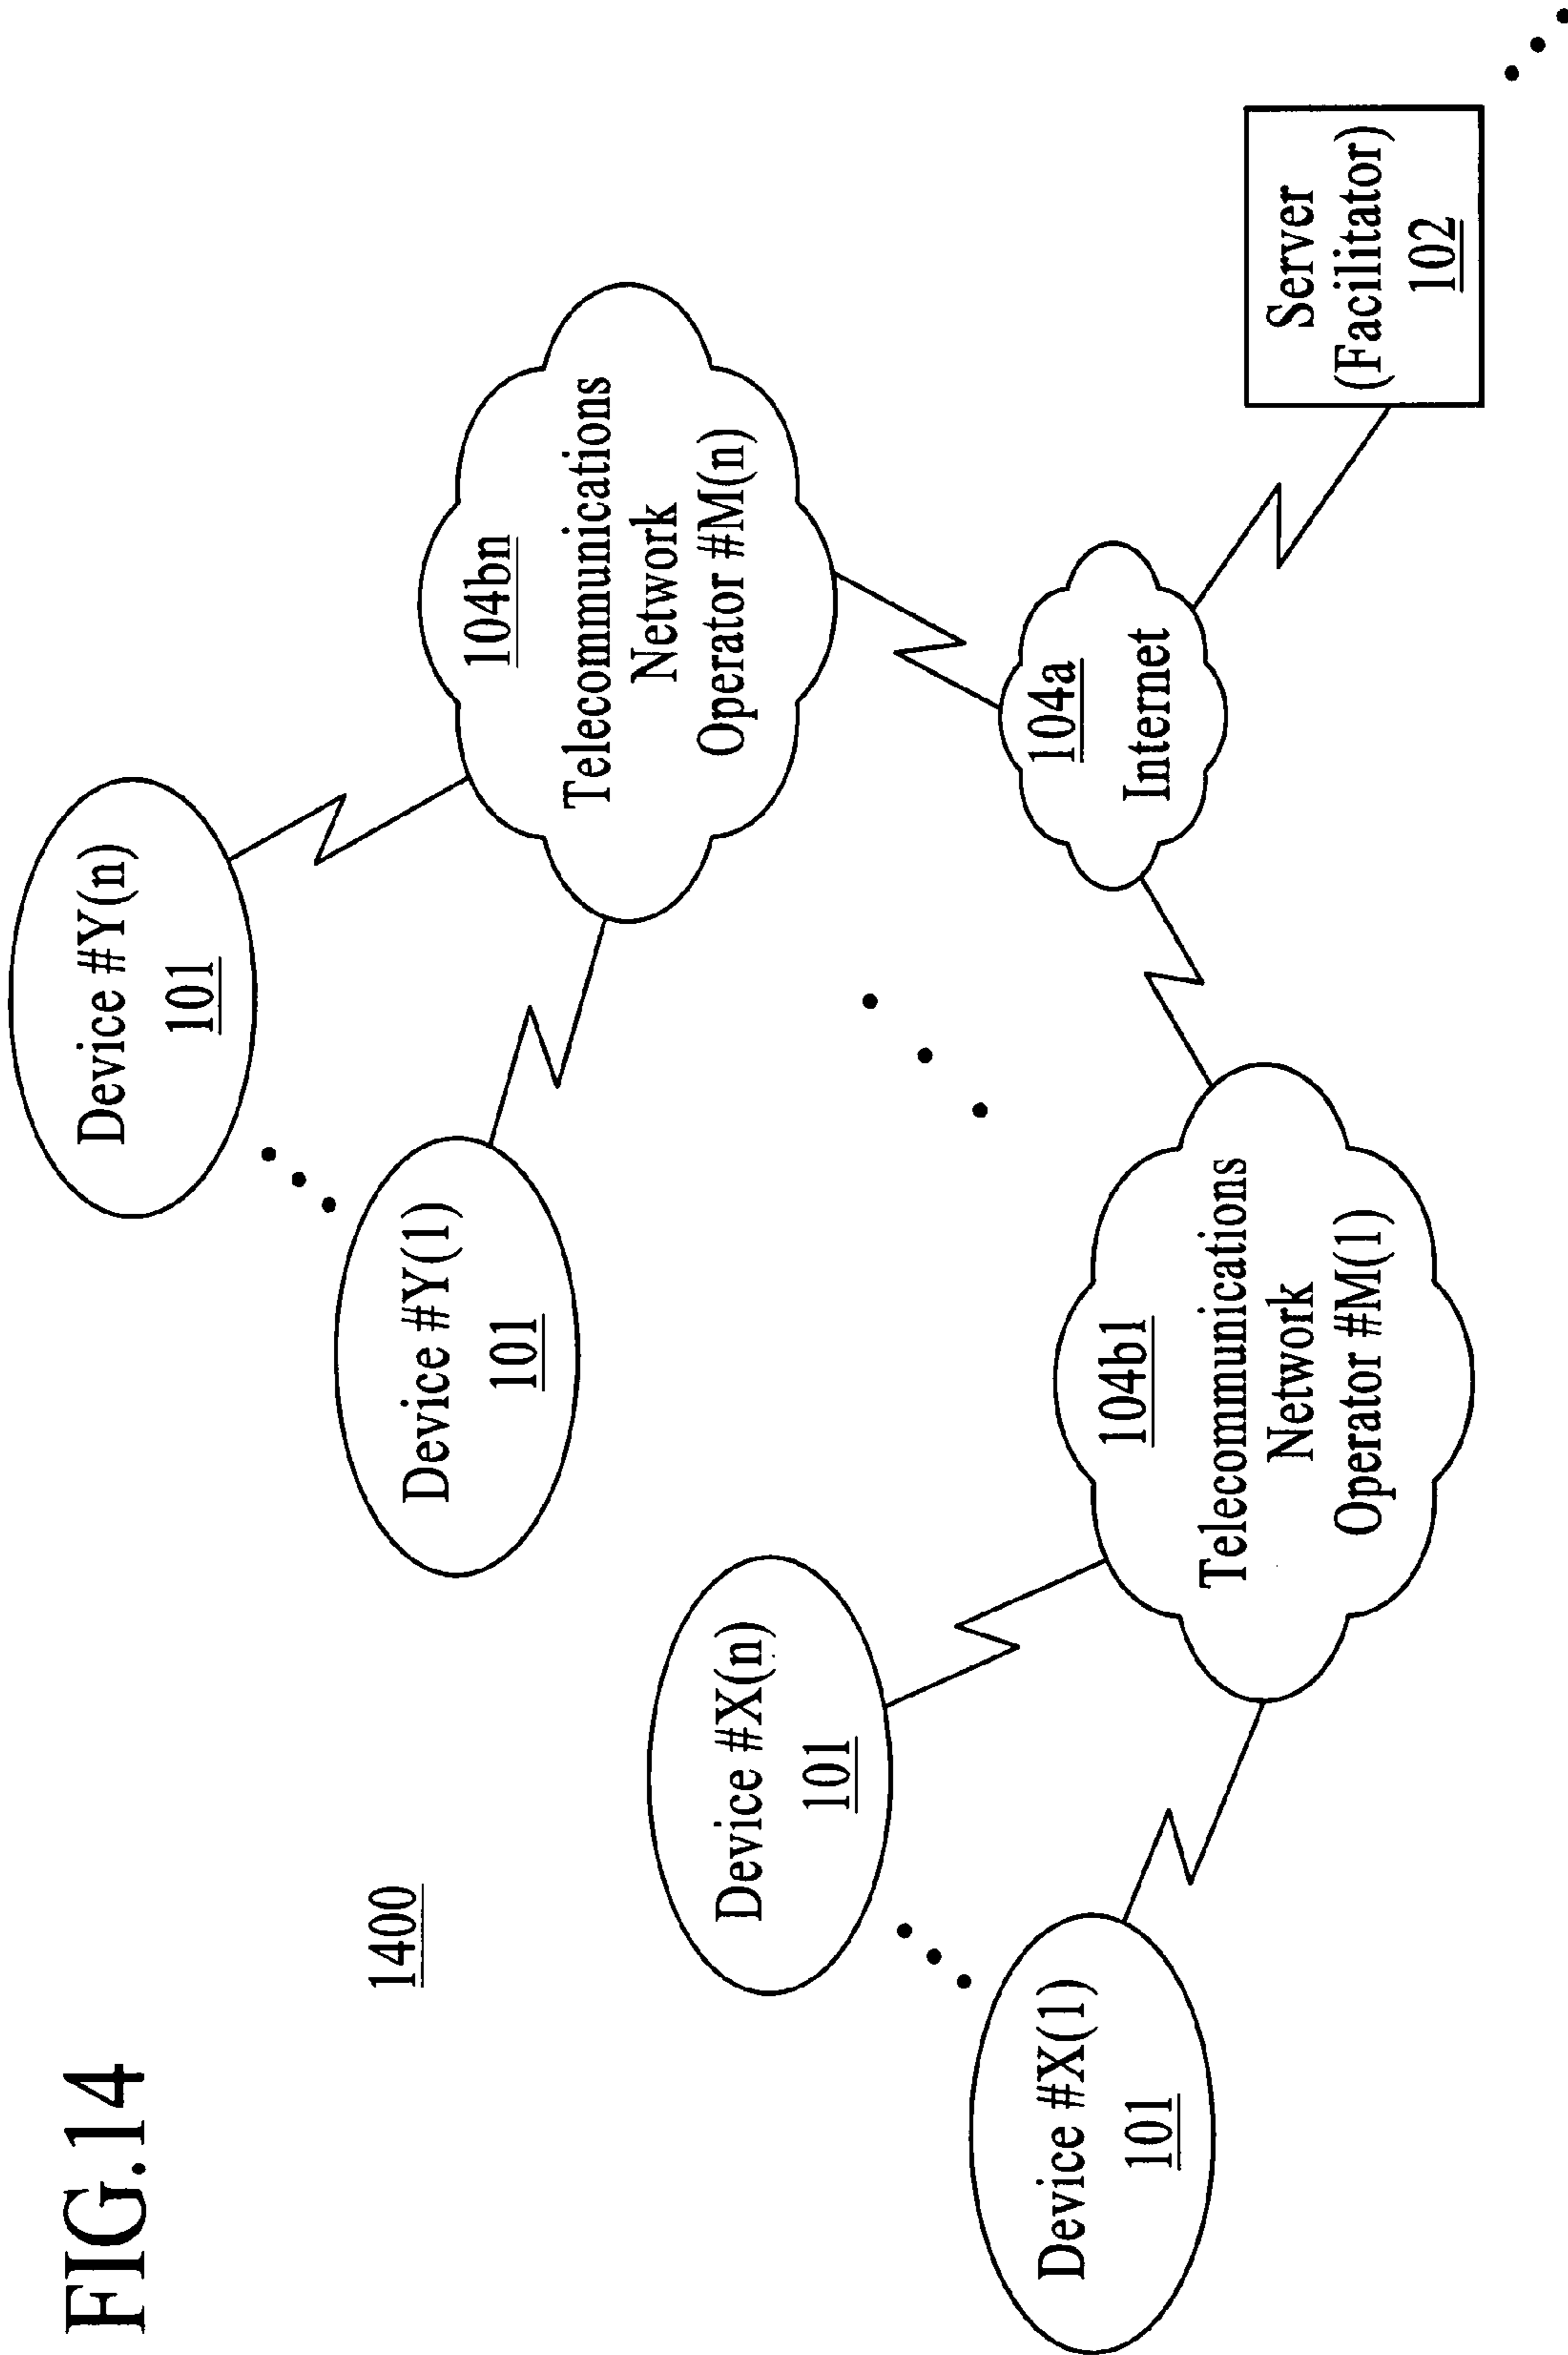 FIG.14
1400
Device #Y(n)
101
Device #Y(1)
101
104bn
Telecommunications
Network
Operator #M(n)
Device #X(n)
101
Device #X(1)
101
104b1
Telecommunications
Network
Operator #M(1)
104a
Internet
Server
(Facilitator)
102